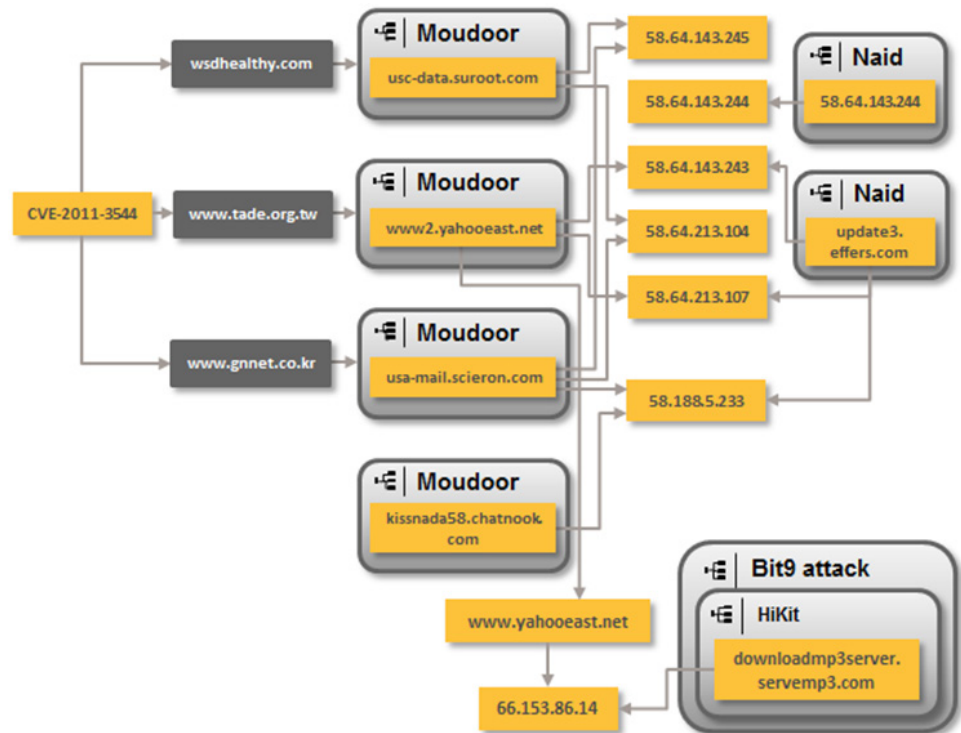 Moudoor
58.64.143.245
wsdhealthy.com
usc-data.suroot.com
Naid
58.64.143.244
58.64.143.244
Moudoor
58.64.143.243
Naid
CVE-2011-3544
www.tade.org.tw
www2.yahooeast.net
58.64.213.104
update3.
effers.com
58.64.213.107
Moudoor
www.gnnet.co.kr
usa-mail.scieron.com
58.188.5.233
Moudoor
kissnada58.chatnook.
com
Bit9 attack
HiKit
www.yahooeast.net
downloadmp3server.
servemp3.com
66.153.86.14